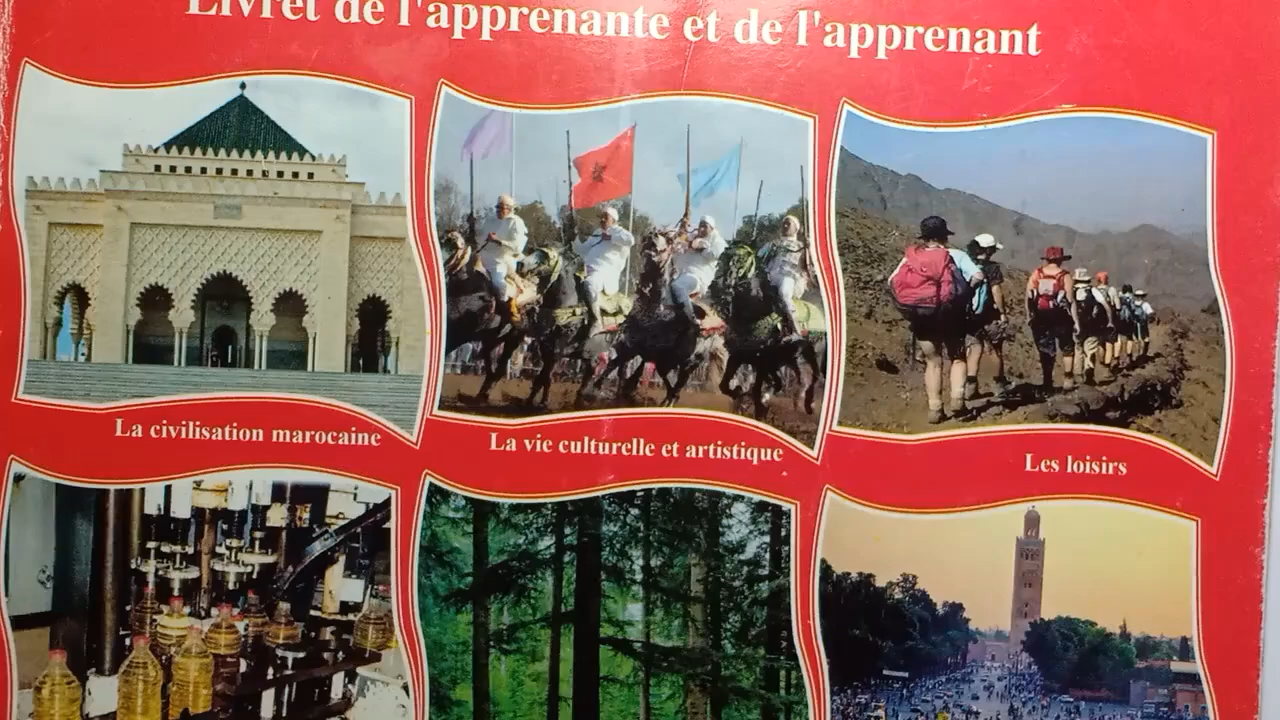 Livret de l'apprenante et de l'apprenant
La civilisation marocaine
La vie culturelle et artistique
Les loisirs